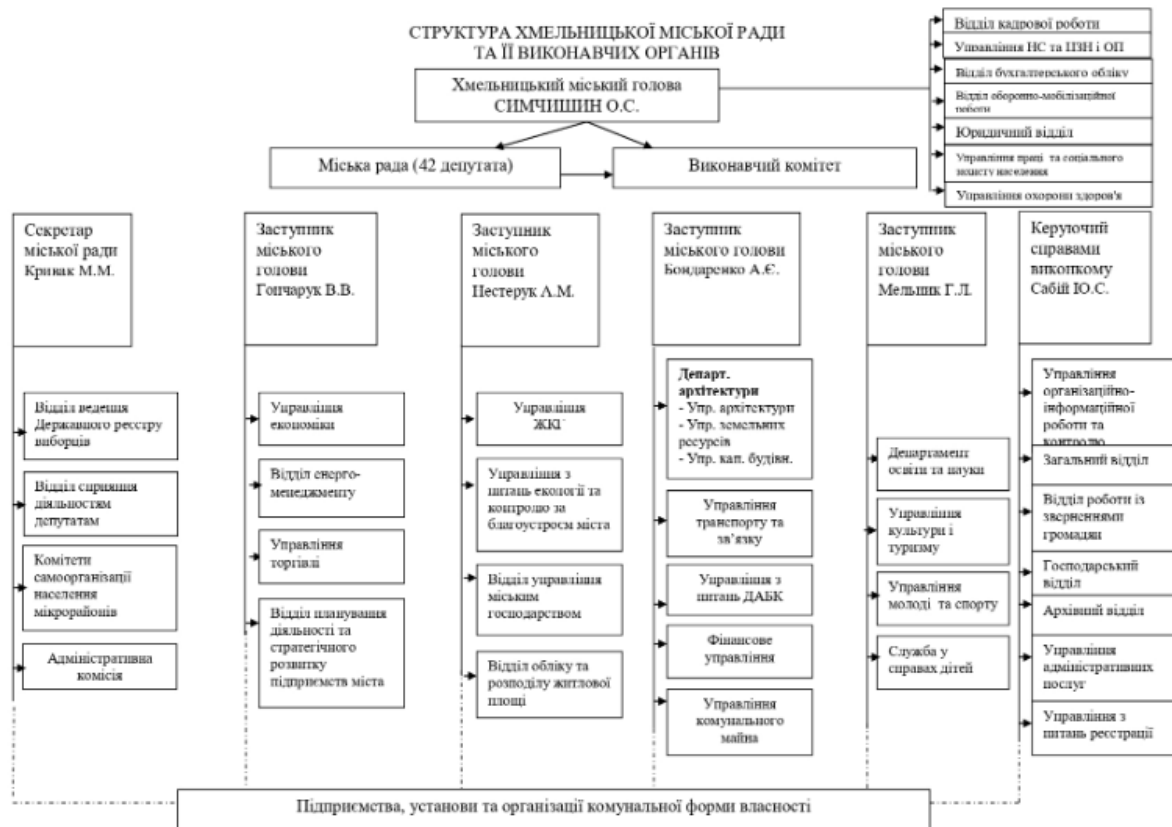 СТРУКТУРА ХМЕЛЬНИЦЬКОЇ МІСЬКОЇ РАДИ
ТА ЇЇ ВИКОНАВЧИХ ОРГАНІВ
Хмельницький міський голова
СИМЧИШИН О.С.
Міська рада (42 депутата)
Виконавчий комітет
Відділ кадрової роботи
Управління НС та ЦЗН і ОП
Відділ бухгалтерського обліку
Відділ оборонно-мобілізаційної
роботи
Юридичний відділ
Управління праці та соціального
захисту населення
Управління охорони здоров'я
Секретар
міської ради
Кривак М.М.
Відділ ведення
Державного реєстру
виборців
Відділ сприяння
діяльностям
депутатам
Комітети
самоорганізації
населення
мікрорайонів
Адміністративна
комісія
Заступник
міського
голови
Гончарук В.В.
Управління
економіки
Відділ енерго-
менеджменту
Управління
торгівлі
Відділ планування
діяльності та
стратегічного
розвитку
підприємств міста
Заступник
міського
голови
Нестерук А.М.
Управління
ЖКГ
Управління з
питань екології та
контролю за
благоустроєм міста
Відділ управління
міським
господарством
Відділ обліку та
розподілу житлової
площі
Заступник
міського голови
Бондаренко А.Є.
Департ.
архітектури
- Упр. архітектури
- Упр. земельних
ресурсів
- Упр. кап. будівн.
Управління
транспорту та
зв’язку
Управління з
питань ДАБК
Фінансове
управління
Управління
комунального
майна
Заступник
міського
голови
Мельник Г.Л.
Департамент
освіти та науки
Управління
культури і
туризму
Управління
молоді та спорту
Служба у
справах дітей
Керуючий
справами
виконкому
Сабій Ю.С.
Управління
організаційно-
інформаційної
роботи та
контролю
Загальний відділ
Відділ роботи із
зверненнями
громадян
Господарський
відділ
Архівний відділ
Управління
адміністративних
послуг
Управління з
питань реєстрації
Підприємства, установи та організації комунальної форми власності